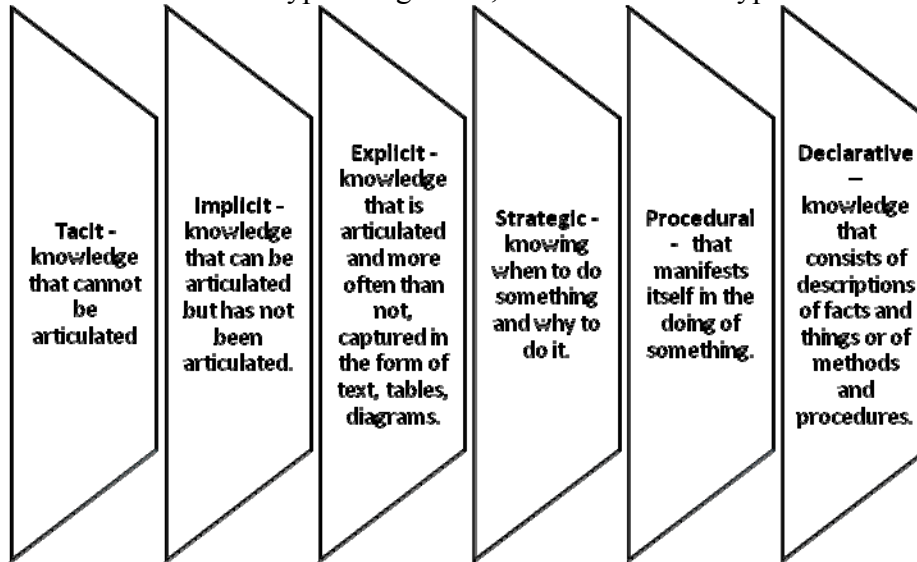 Tacit -
knowledge
that cannot
be
articulated
Implicit -
knowledge
that can be
articulated
but has not
been
articulated.
Explicit -
knowledge
that is
articulated
and more
often than
not,
captured in
the form of
text, tables,
diagrams.
Strategic -
knowing
when to do
something
and why to
do it.
Procedural
- that
manifests
itself in the
doing of
something.
Declarative
–
knowledge
that
consists of
descriptions
of facts and
things or of
methods
and
procedures.